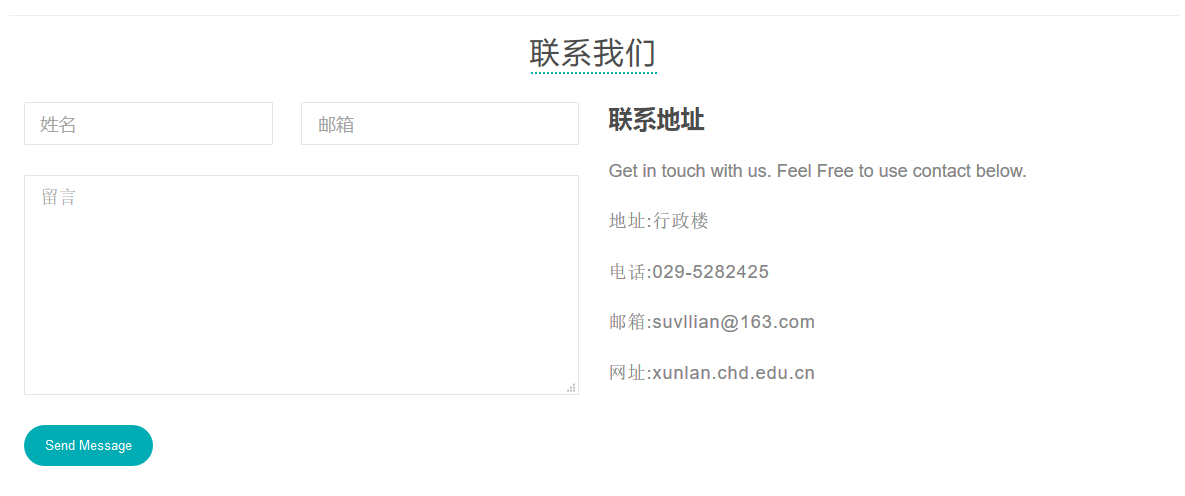 联系我们
姓名
邮箱
留言
Send Message
联系地址
Get in touch with us. Feel Free to use contact below.
地址:行政楼
电话:029-5282425
邮箱:suvllian@163.com
网址:xunlan.chd.edu.cn